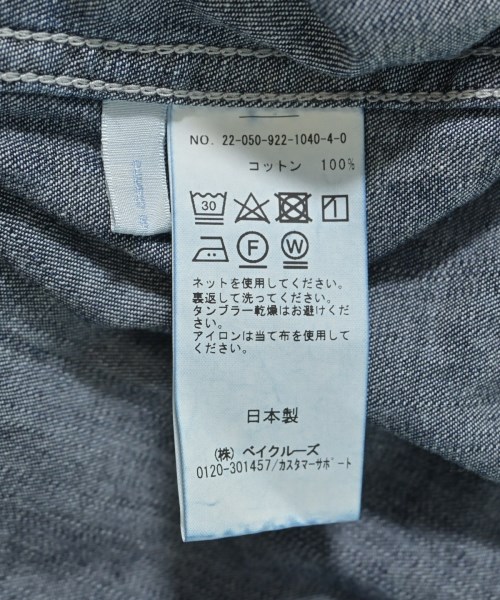 NO. 22-050-922-1040-4-0
コットン 100%
30
1
F W
ネットを使用してください。
裏返して洗ってください。
タンブラー乾燥はお避けくだ
さい。
アイロンは当て布を使用して
ください。
日本製
(株) ベイクルーズ
0120-301457/カスタマーサポート